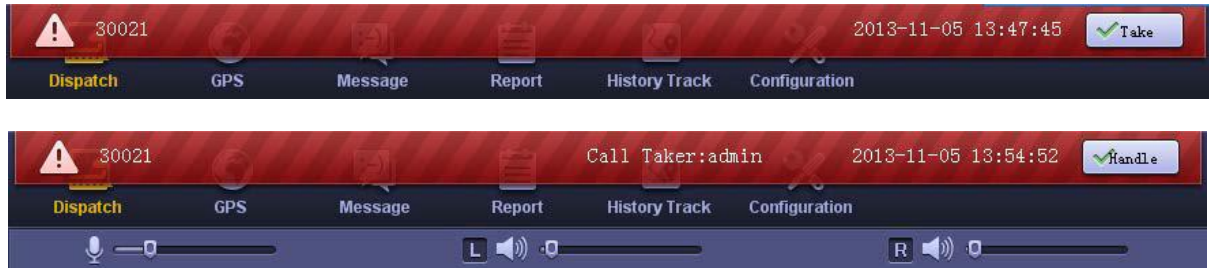 30021 2013-11-05 13:47:45 Take
Dispatch GPS Message Report History Track Configuration
30021 Call Taker:admin 2013-11-05 13:54:52 Handle
Dispatch GPS Message Report History Track Configuration
L R